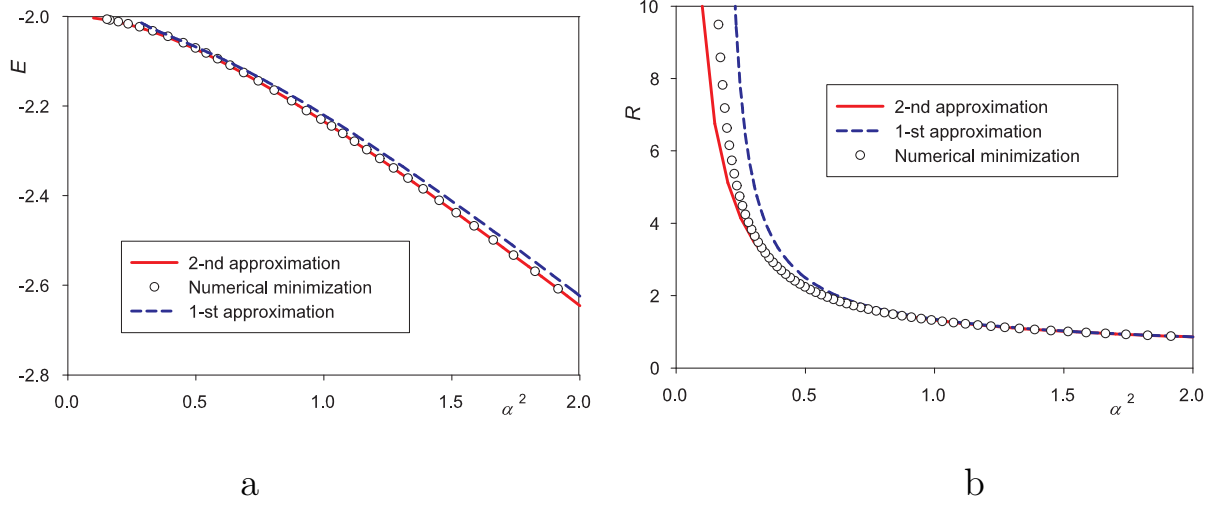 -2.0
-2.2
-2.4
-2.6
-2.8
E
2-nd approximation
Numerical minimization
1-st approximation
0.0 0.5 1.0 1.5 2.0
α 2
a
10
8
6
4
2
0
R
2-nd approximation
1-st approximation
Numerical minimization
0.0 0.5 1.0 1.5 2.0
α 2
b